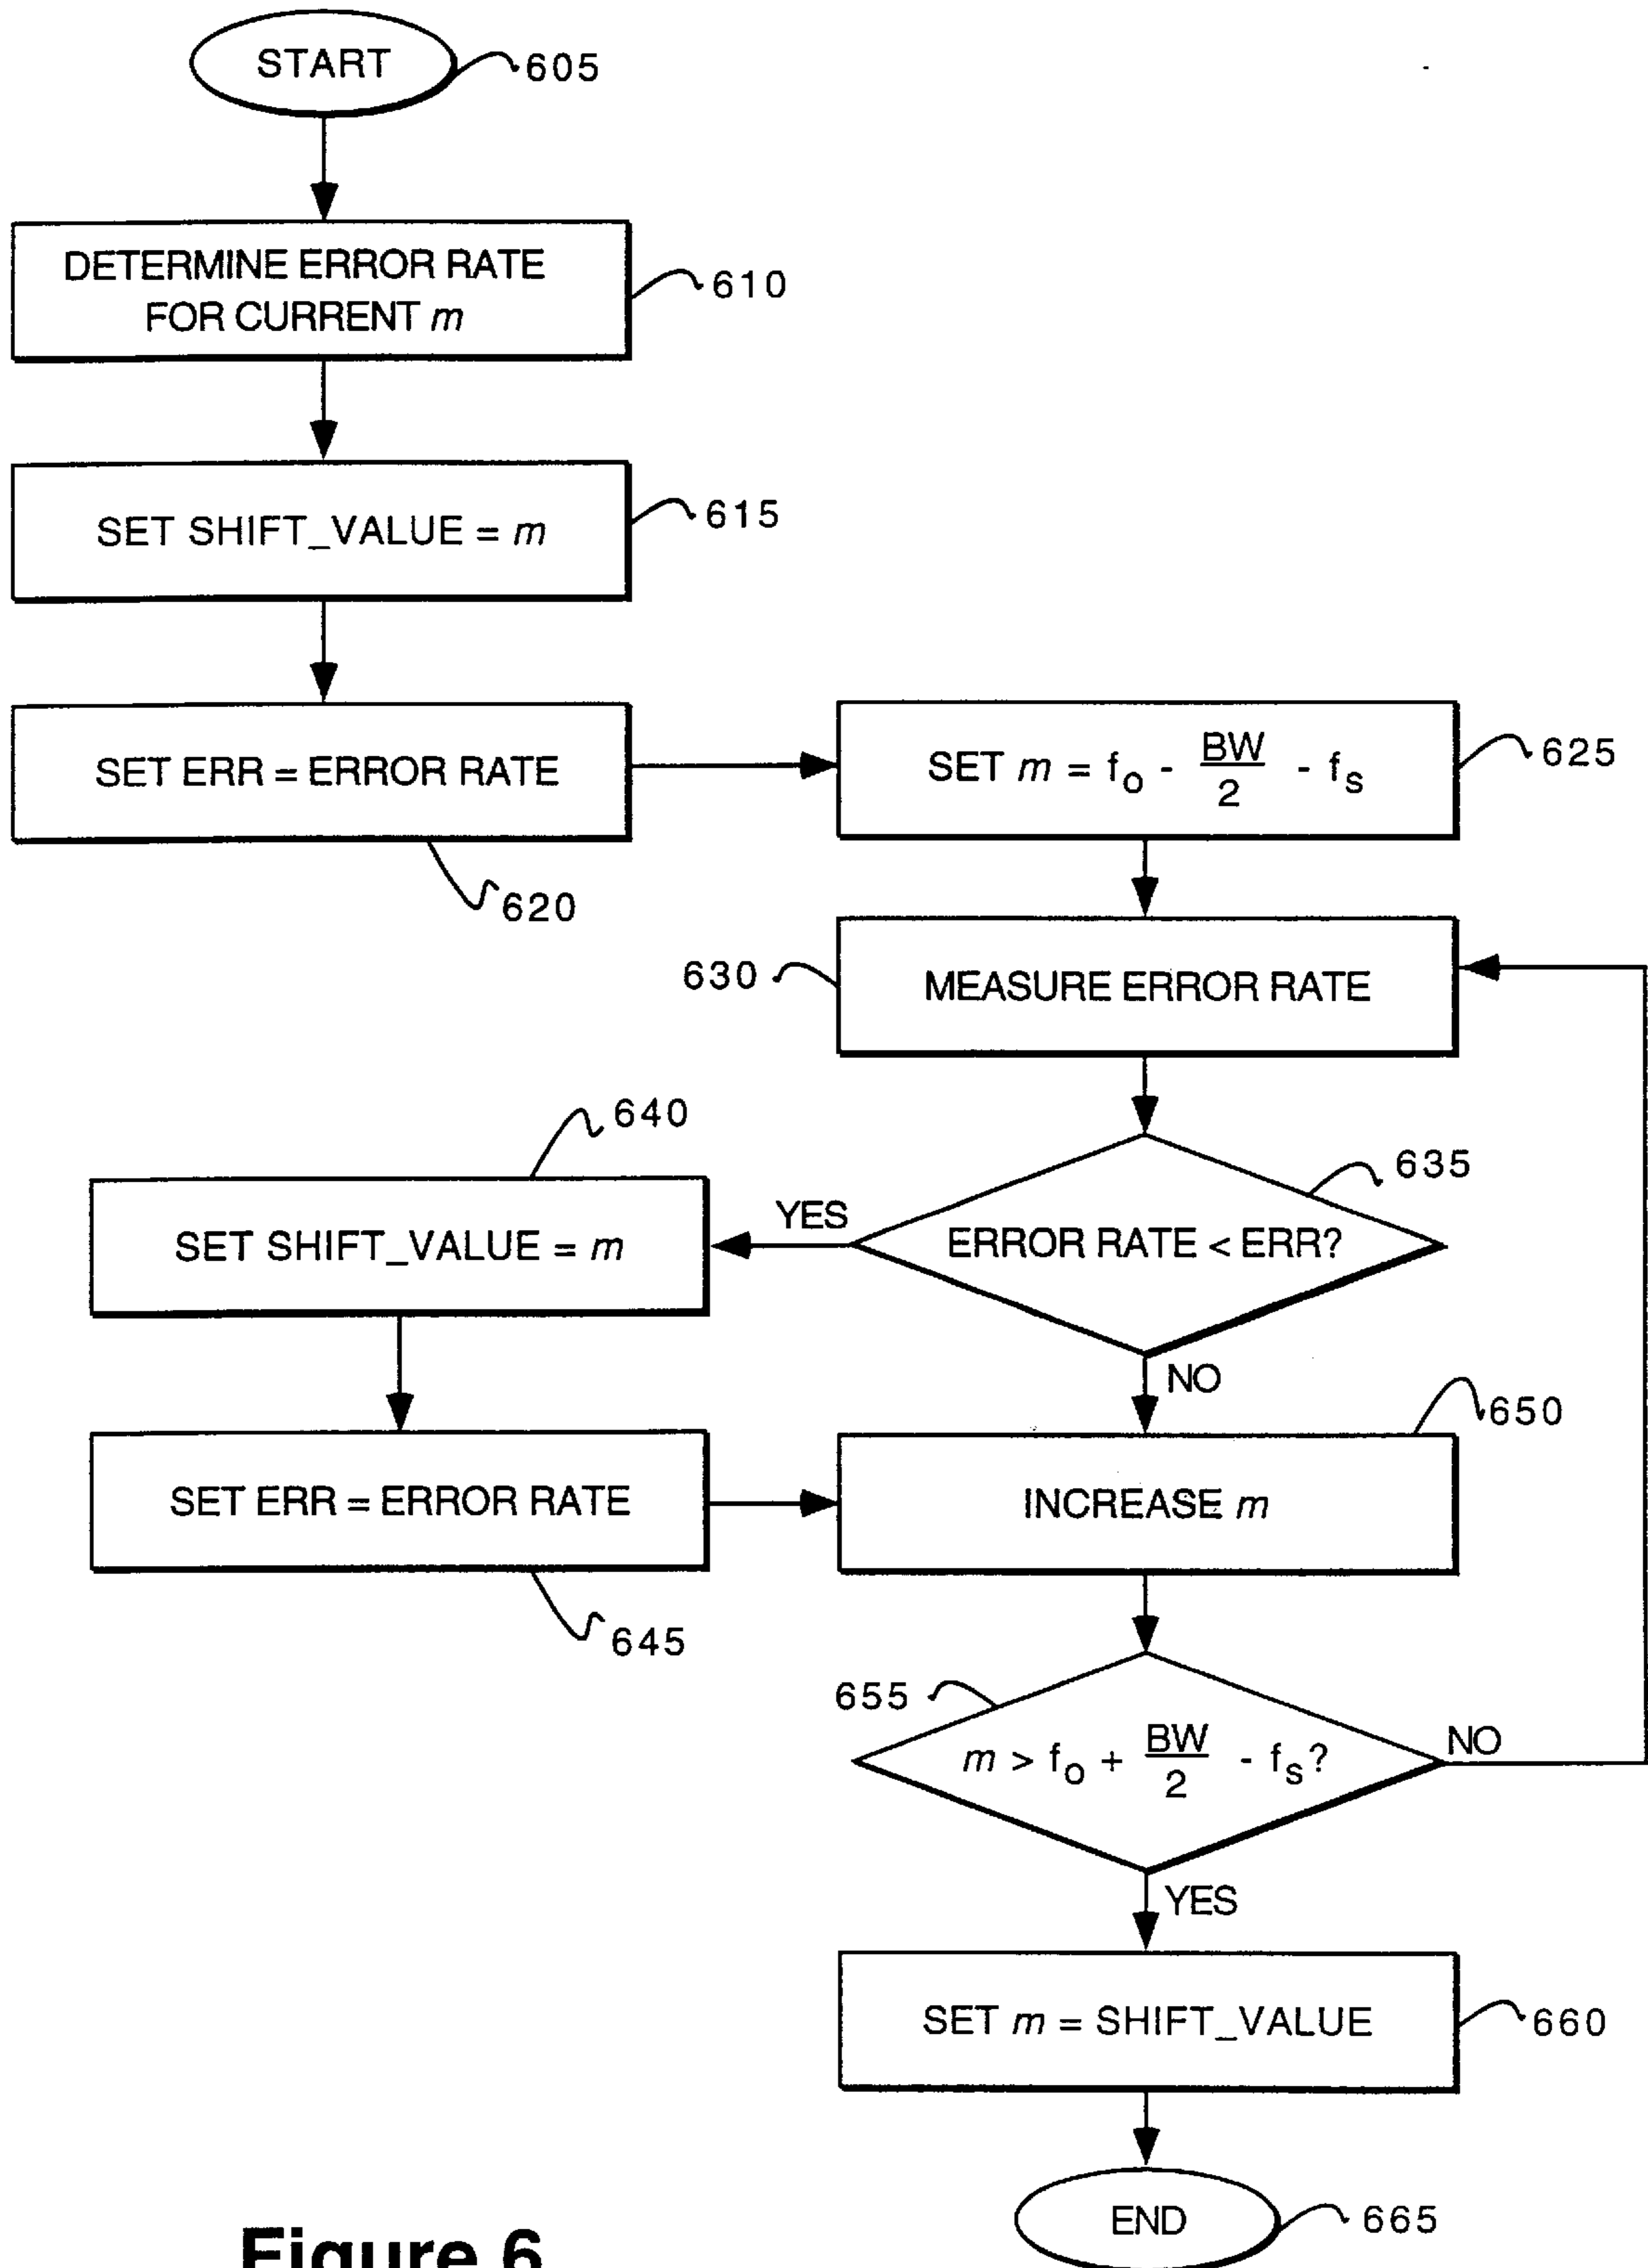 START
605
DETERMINE ERROR RATE
FOR CURRENT m
610
SET SHIFT_VALUE = m
615
SET ERR = ERROR RATE
620
SET m = fo - BW/2 - fs
625
MEASURE ERROR RATE
630
ERROR RATE < ERR?
635
YES
NO
SET SHIFT_VALUE = m
640
SET ERR = ERROR RATE
645
INCREASE m
650
m > fo + BW/2 - fs?
655
NO
YES
SET m = SHIFT_VALUE
660
END
665
Figure 6